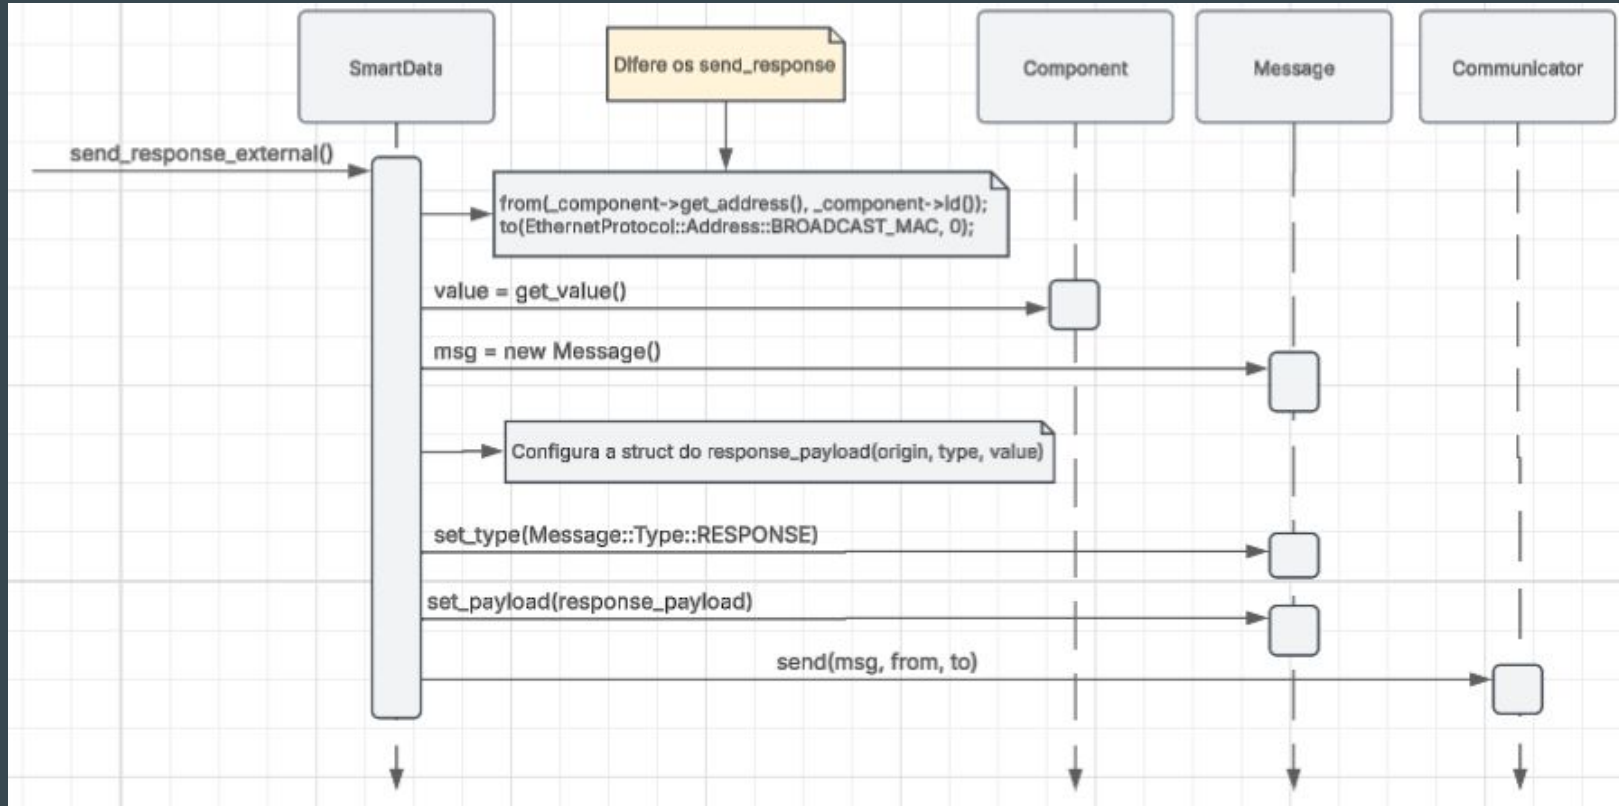 SmartData
Difere os send_response
Component
Message
Communicator
send_response_external()
from(_component->get_address(), _component->id());
to(EthernetProtocol::Address::BROADCAST_MAC, 0);
value = get_value()
msg = new Message()
Configura a struct do response_payload(origin, type, value)
set_type(Message::Type::RESPONSE)
set_payload(response_payload)
send(msg, from, to)